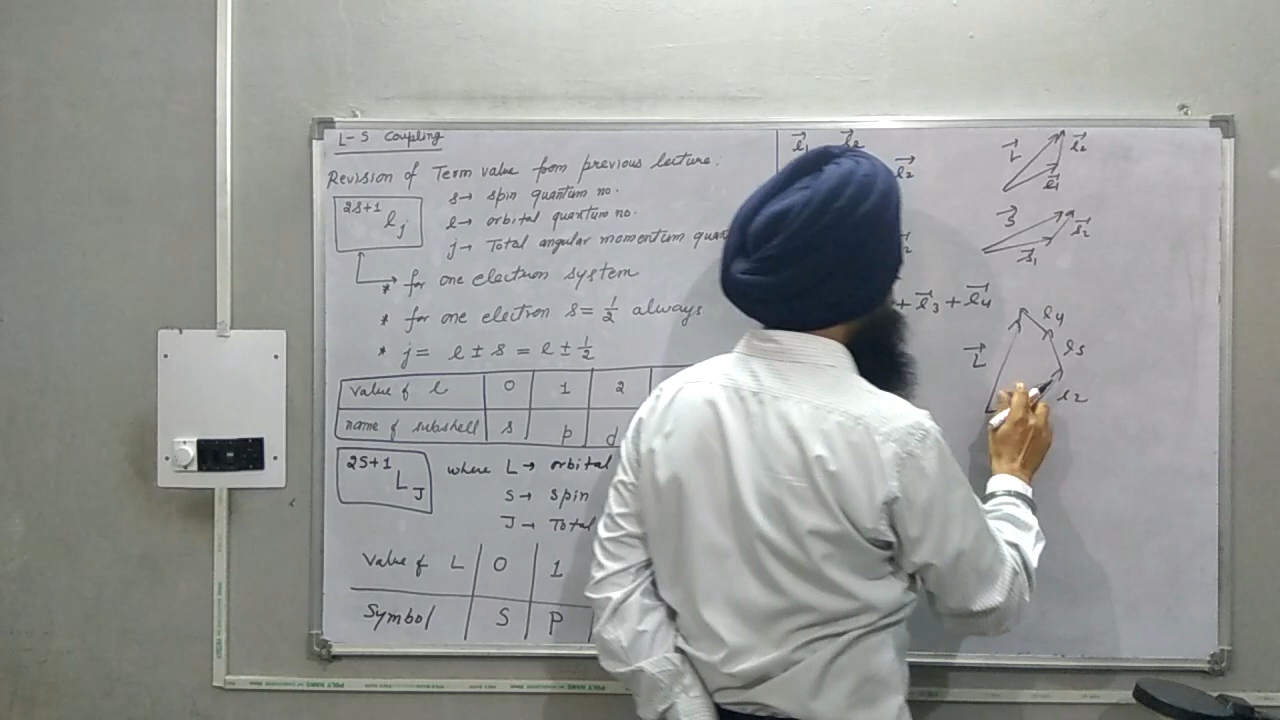 L-S Coupling
Revision of Term value from previous lecture:
2s+1 l j
s→ spin quantum no.
l→ orbital quantum no.
j→ Total angular momentum quan
* for one electron system
* for one electron s= 1/2 always
* j= l ± s = l ± 1/2
value of l 0 1 2
name of subshell s p d
2S+1 L J
where L→ orbital
S→ Spin
J→ Total
Value of L 0 1
Symbol S P
l1 l2
l2
+ l3 + l4
L l2
l1
S s2
s1
l4
L l3
l2